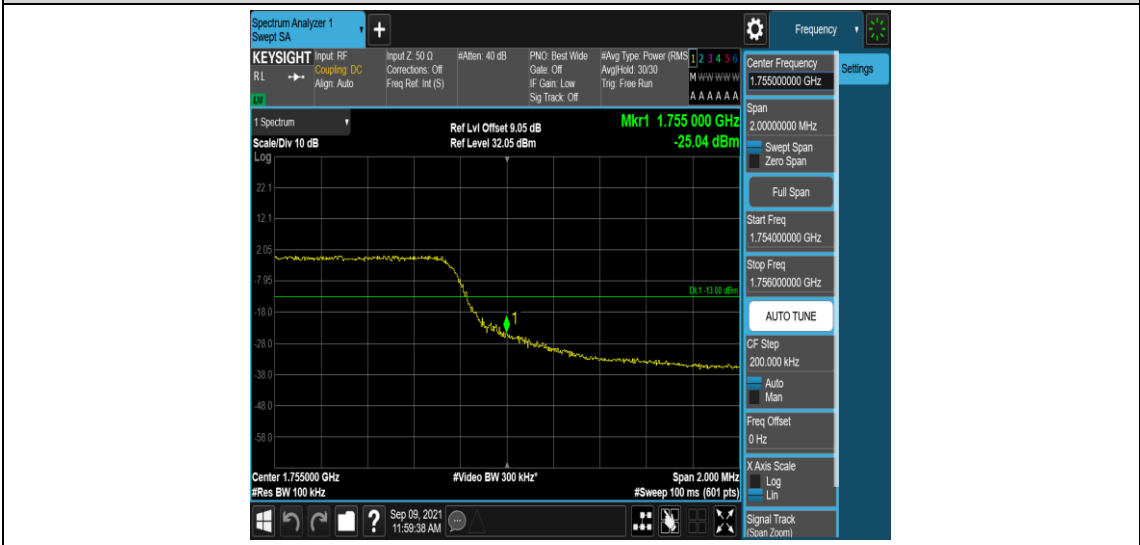 Spectrum Analyzer 1
Swept SA
+
Frequency
KEYSIGHT
RL
LXI
Input: RF
Coupling: DC
Align: Auto
Input Z: 50 Ω
Corrections: Off
Freq Ref: Int (S)
#Atten: 40 dB
PNO: Best Wide
Gate: Off
IF Gain: Low
Sig Track: Off
#Avg Type: Power (RMS
Avg|Hold: 30/30
Trig: Free Run
1 2 3 4 5 6
M W W W W W
A A A A A A
1 Spectrum
Scale/Div 10 dB
Log
Ref Lvl Offset 9.05 dB
Ref Level 32.05 dBm
Mkr1 1.755 000 GHz
-25.04 dBm
22.1
12.1
2.05
-7.95
-18.0
-28.0
-38.0
-48.0
-58.0
DL1 -13.00 dBm
1
Center 1.755000 GHz
#Res BW 100 kHz
#Video BW 300 kHz*
Span 2.000 MHz
#Sweep 100 ms (601 pts)
Sep 09, 2021
11:59:38 AM
?
Center Frequency
1.755000000 GHz
Settings
Span
2.00000000 MHz
Swept Span
Zero Span
Full Span
Start Freq
1.754000000 GHz
Stop Freq
1.756000000 GHz
AUTO TUNE
CF Step
200.000 kHz
Auto
Man
Freq Offset
0 Hz
X Axis Scale
Log
Lin
Signal Track
(Span Zoom)